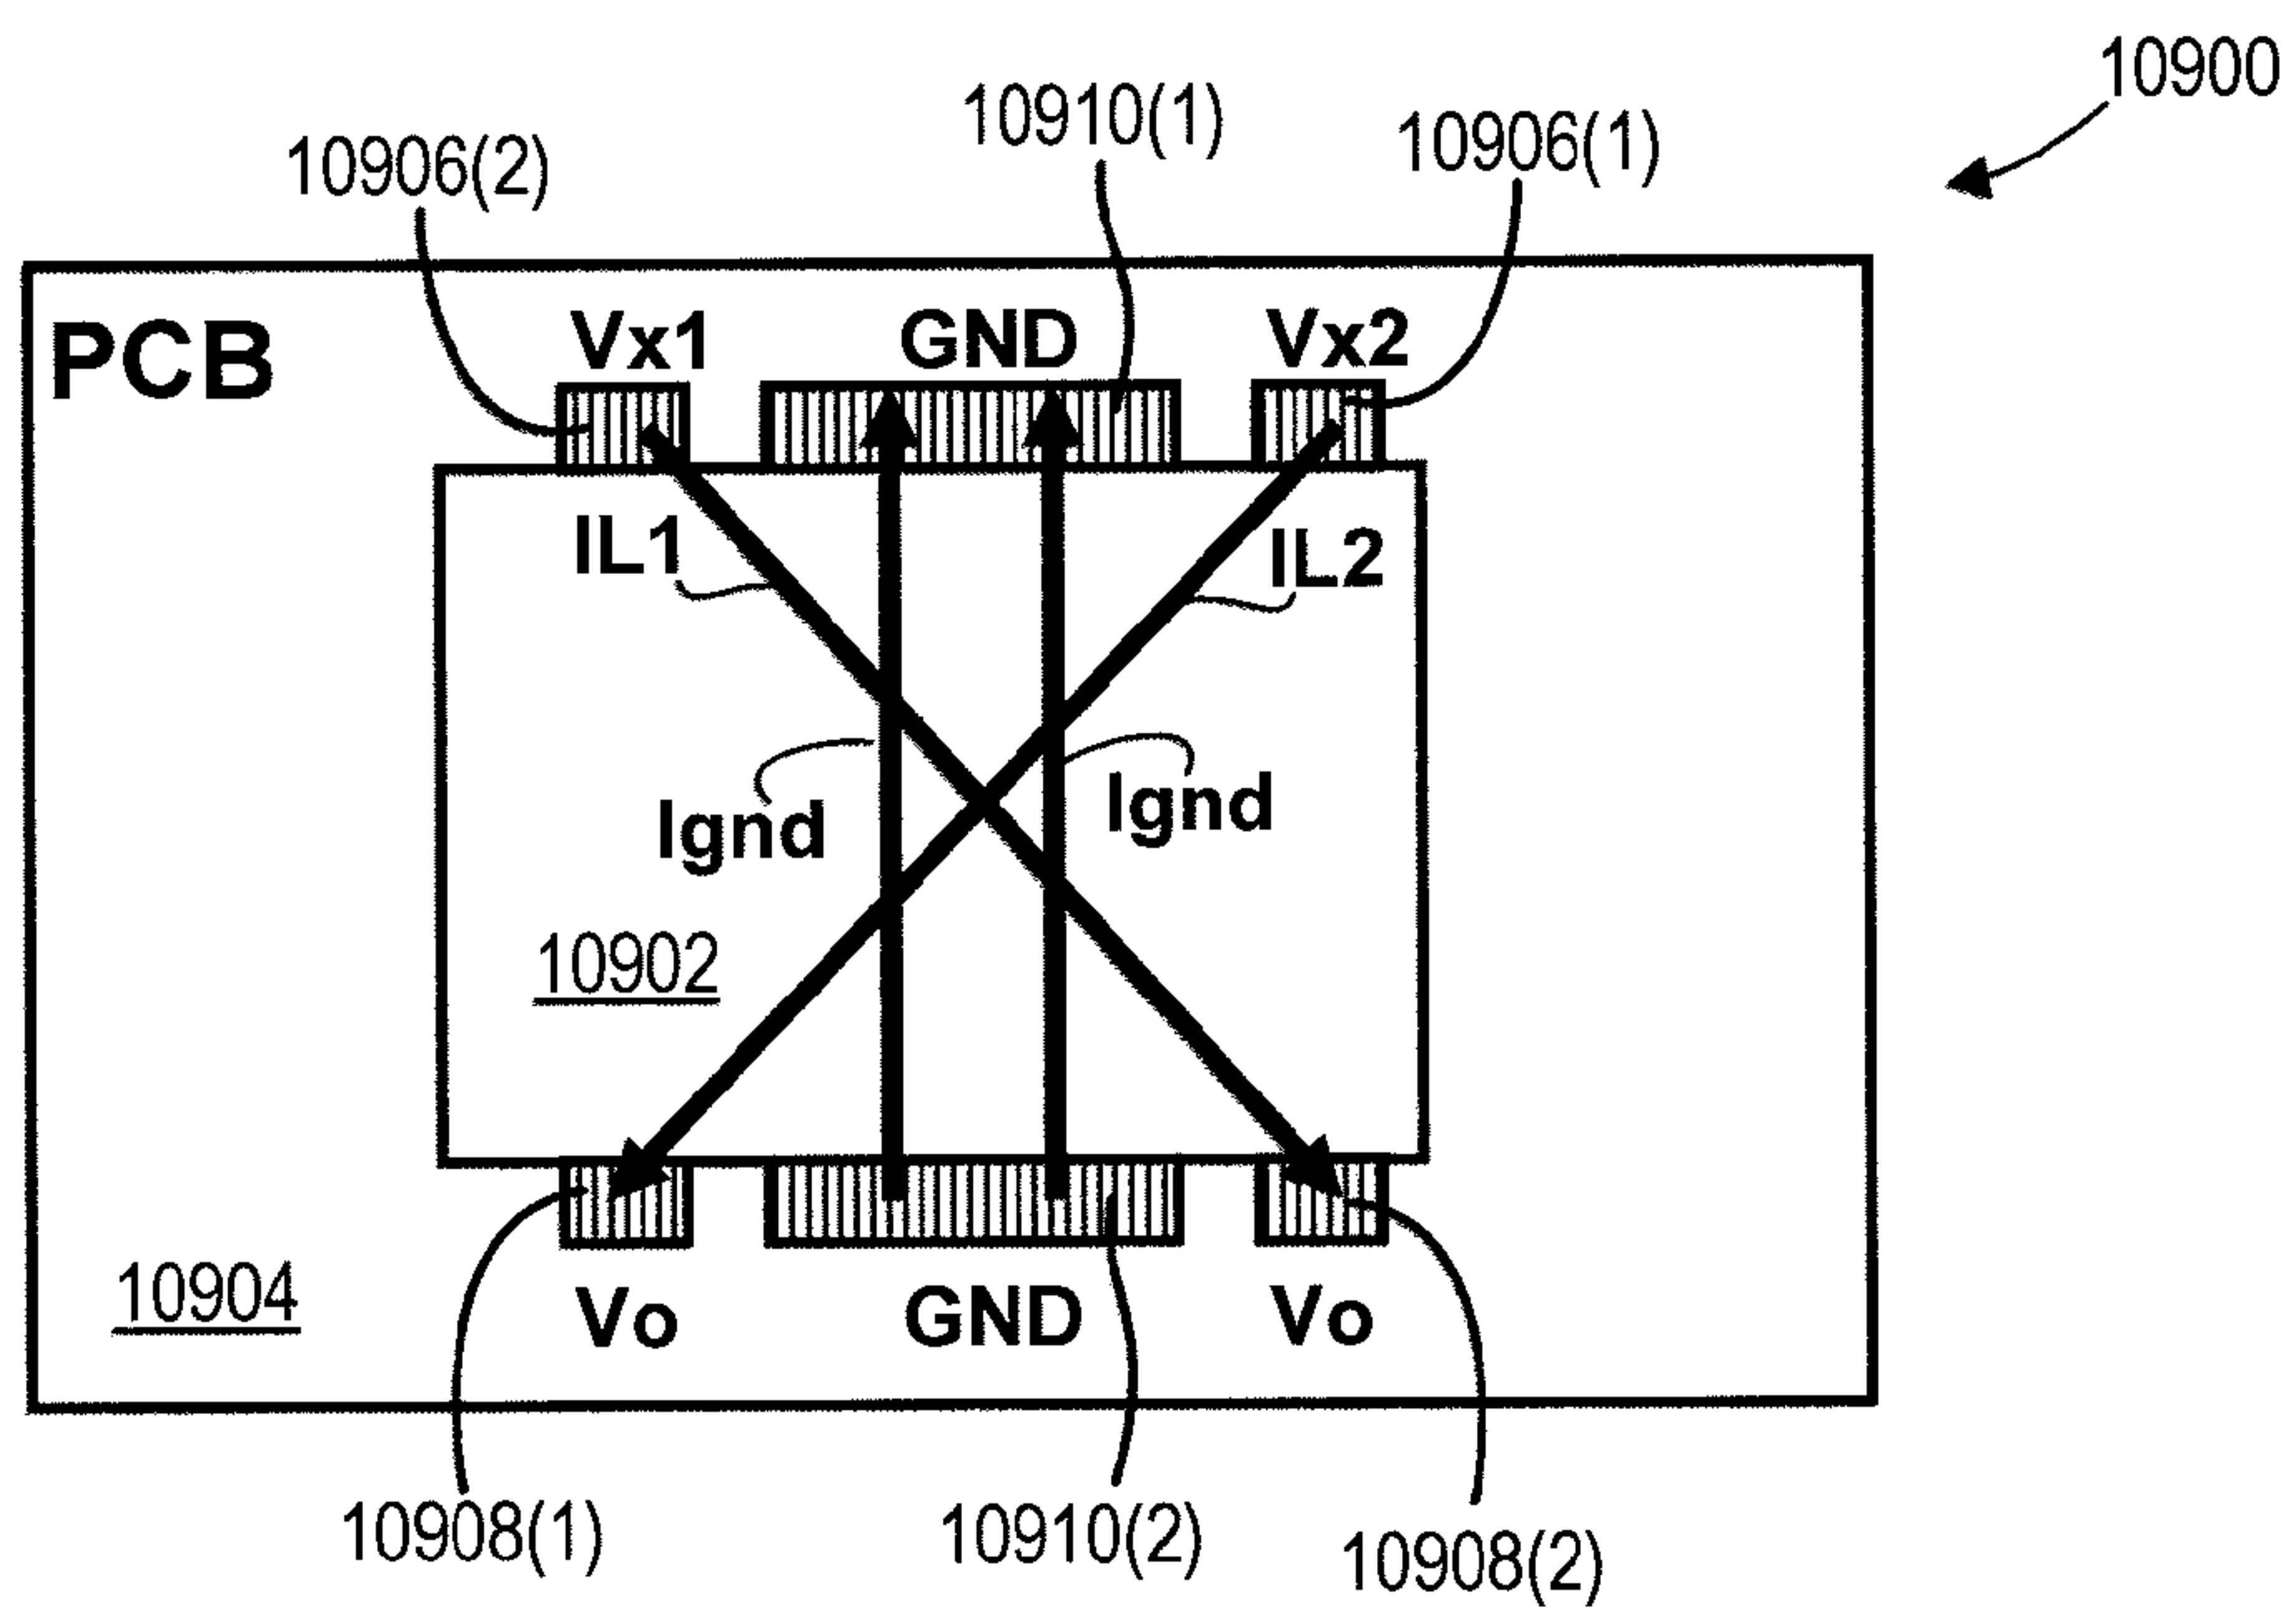 10900
10910(1)
10906(1)
10906(2)
PCB
Vx1
GND
Vx2
IL1
IL2
Ignd
Ignd
10902
10904
Vo
GND
Vo
10908(1)
10910(2)
10908(2)